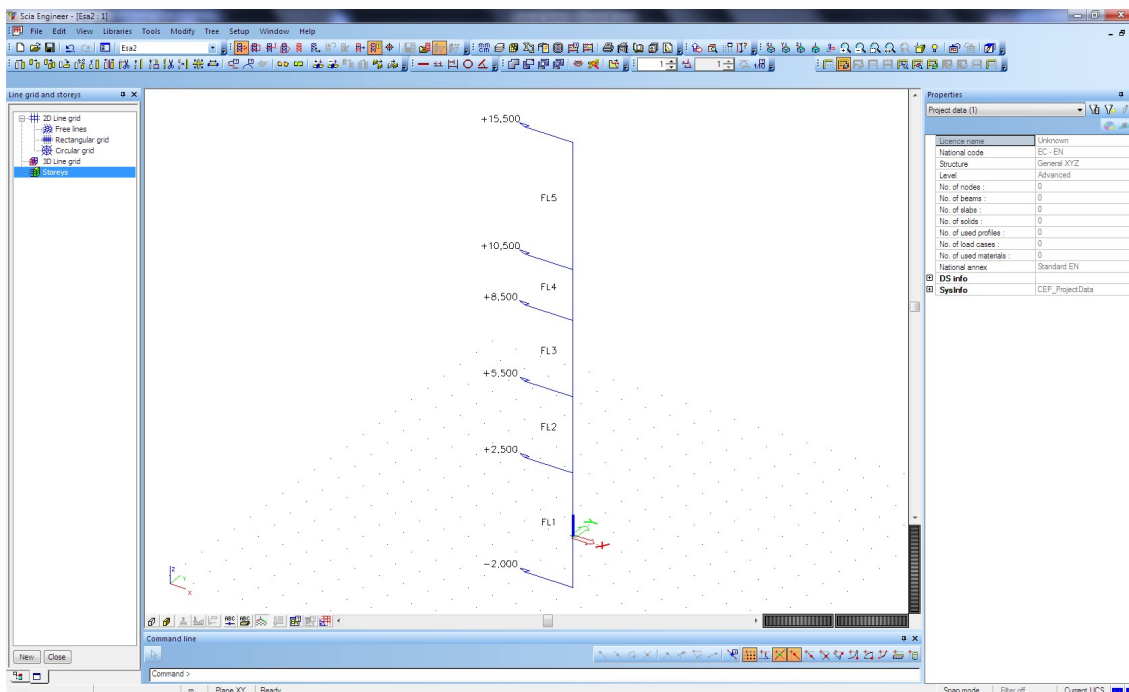 Scia Engineer - [Esa2 : 1]
File Edit View Libraries Tools Modify Tree Setup Window Help
Esa2
1 1
Line grid and storeys
2D Line grid
Free lines
Rectangular grid
Circular grid
3D Line grid
Storeys
New Close
+15,500
FL5
+10,500
FL4
+8,500
FL3
+5,500
FL2
+2,500
FL1
-2,000
X
Y
z
Y
x
ABC
Command line
Command >
m Plane XY Ready Snap mode Filter off Current UCS
Properties
Project data (1)
Licence name Unknown
National code EC - EN
Structure General XYZ
Level Advanced
No. of nodes : 0
No. of beams : 0
No. of slabs : 0
No. of solids : 0
No. of used profiles : 0
No. of load cases : 0
No. of used materials : 0
National annex Standard EN
DS info
SysInfo CEP_ProjectData